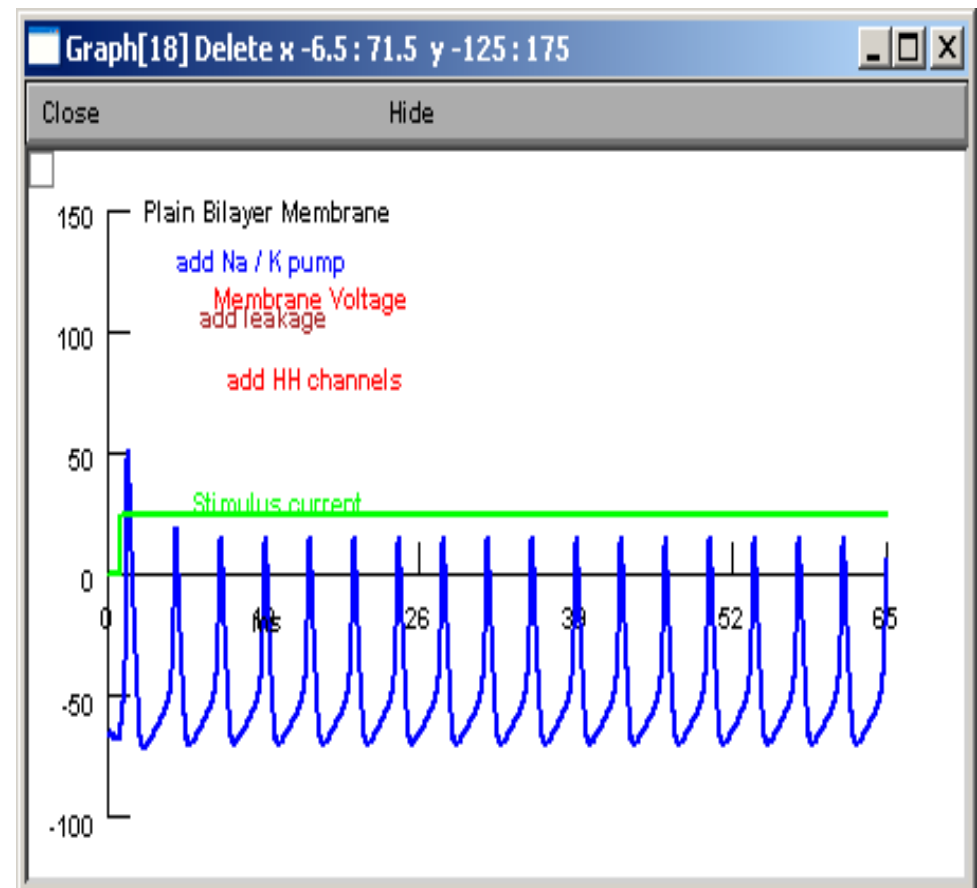 Graph[18] Delete x -6.5 : 71.5 y -125 : 175
Close Hide
150 Plain Bilayer Membrane
add Na / K pump
Membrane Voltage
add leakage
100
add HH channels
50
Stimulus current
0
0 Ms 26 39 52 65
-50
-100